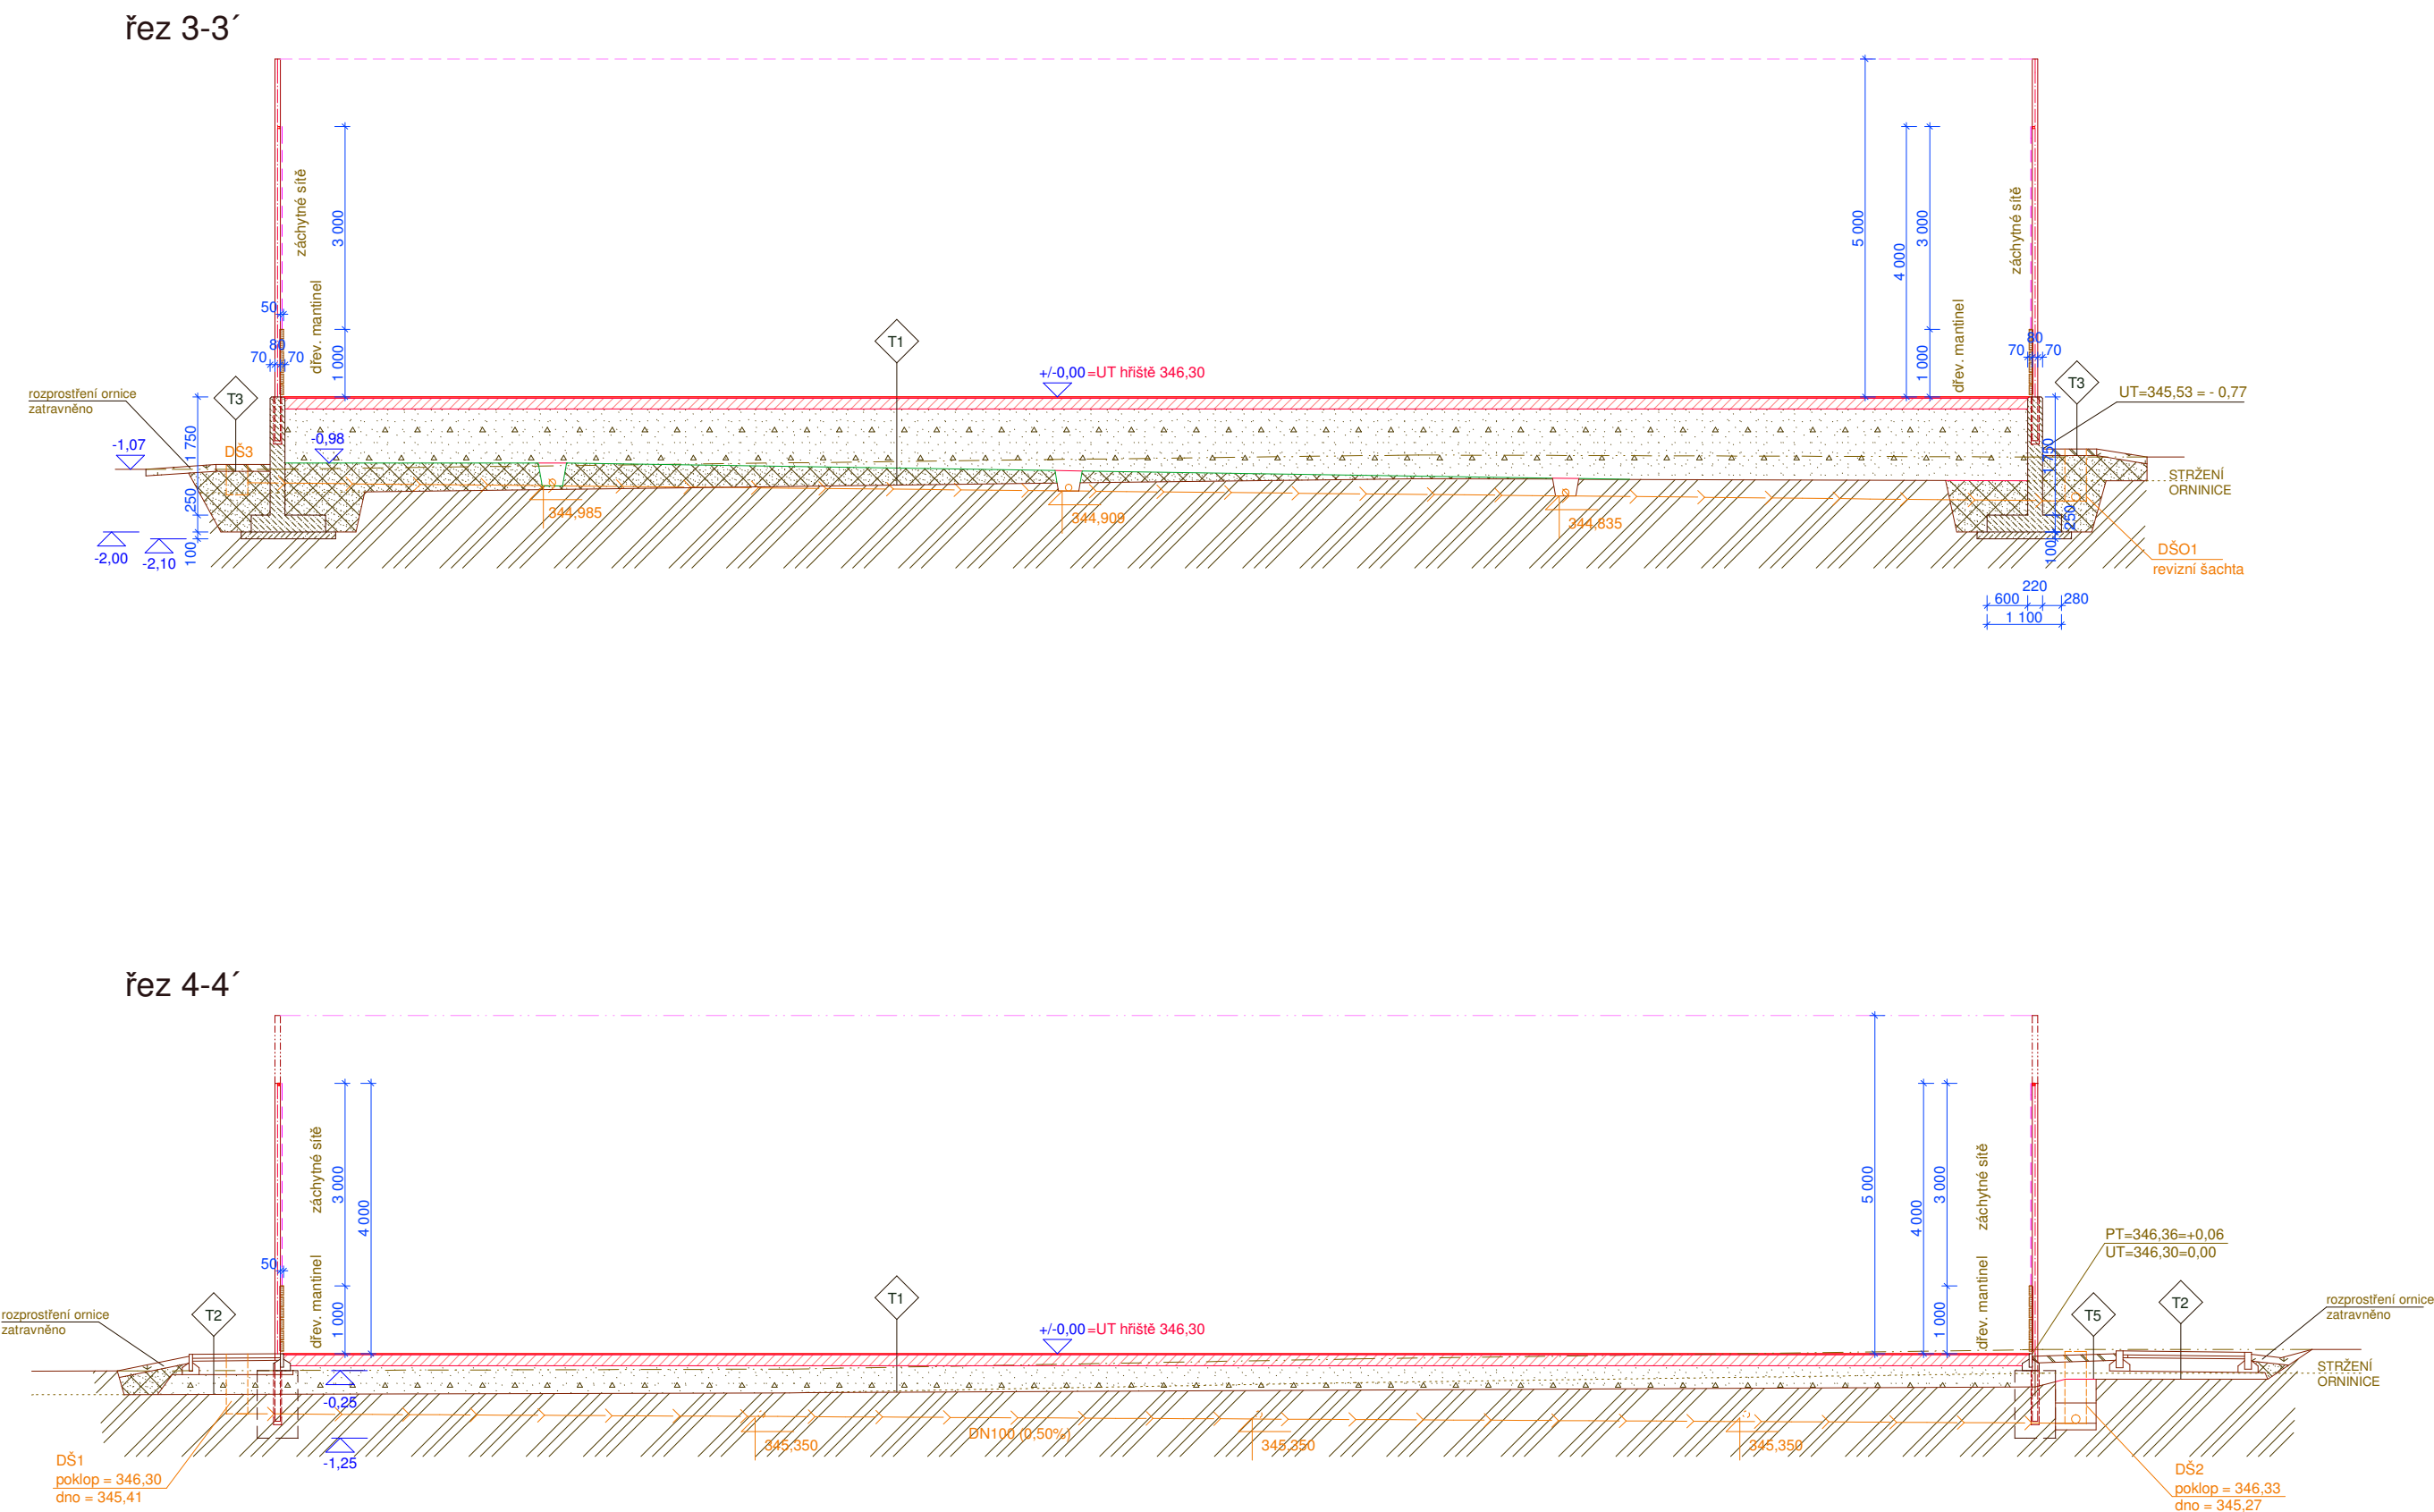 řez 3-3´
záchytné sítě
3 000
dřev. mantinel
1 000
50
80
70
70
T1
+/-0,00=UT hřiště 346,30
5 000
4 000
3 000
záchytné sítě
dřev. mantinel
1 000
80
70
70
T3
UT=345,53 = - 0,77
rozprostření ornice
zatravněno
T3
-1,07
DŠ3
1 750
-0,98
250
100
-2,00
-2,10
344,985
344,909
344,835
1 750
250
100
STRŽENÍ
ORNINICE
DŠO1
revizní šachta
220
600
280
1 100
řez 4-4´
záchytné sítě
3 000
4 000
dřev. mantinel
1 000
50
T1
+/-0,00=UT hřiště 346,30
5 000
4 000
3 000
záchytné sítě
dřev. mantinel
1 000
PT=346,36=+0,06
UT=346,30=0,00
T5
T2
rozprostření ornice
zatravněno
rozprostření ornice
zatravněno
T2
STRŽENÍ
ORNINICE
-0,25
-1,25
345,350
DN100 (0,50%)
345,350
345,350
DŠ1
poklop = 346,30
dno = 345,41
DŠ2
poklop = 346,33
dno = 345,27